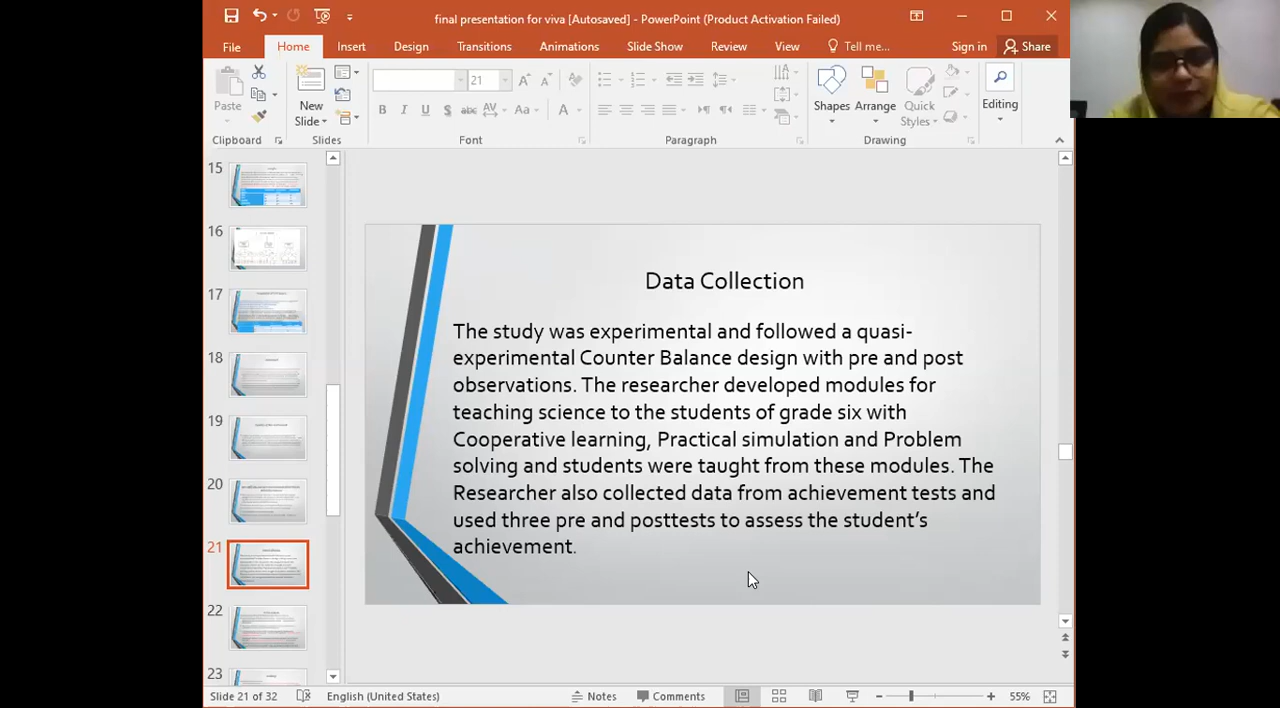 final presentation for viva [Autosaved] - PowerPoint (Product Activation Failed)
File Home Insert Design Transitions Animations Slide Show Review View Tell me... Sign in Share
21
Paste
New
Slide
B I U S abc AV Aa A
Shapes Arrange Quick
Styles
Editing
Clipboard Slides Font Paragraph Drawing
15
16
17
18
19
20
21
22
23
Data Collection
The study was experimental and followed a quasi-
experimental Counter Balance design with pre and post
observations. The researcher developed modules for
teaching science to the students of grade six with
Cooperative learning, Practical simulation and Problem
solving and students were taught from these modules. The
Researcher also collected data from achievement tests and
used three pre and posttests to assess the student's
achievement.
Slide 21 of 32 English (United States) Notes Comments 55%